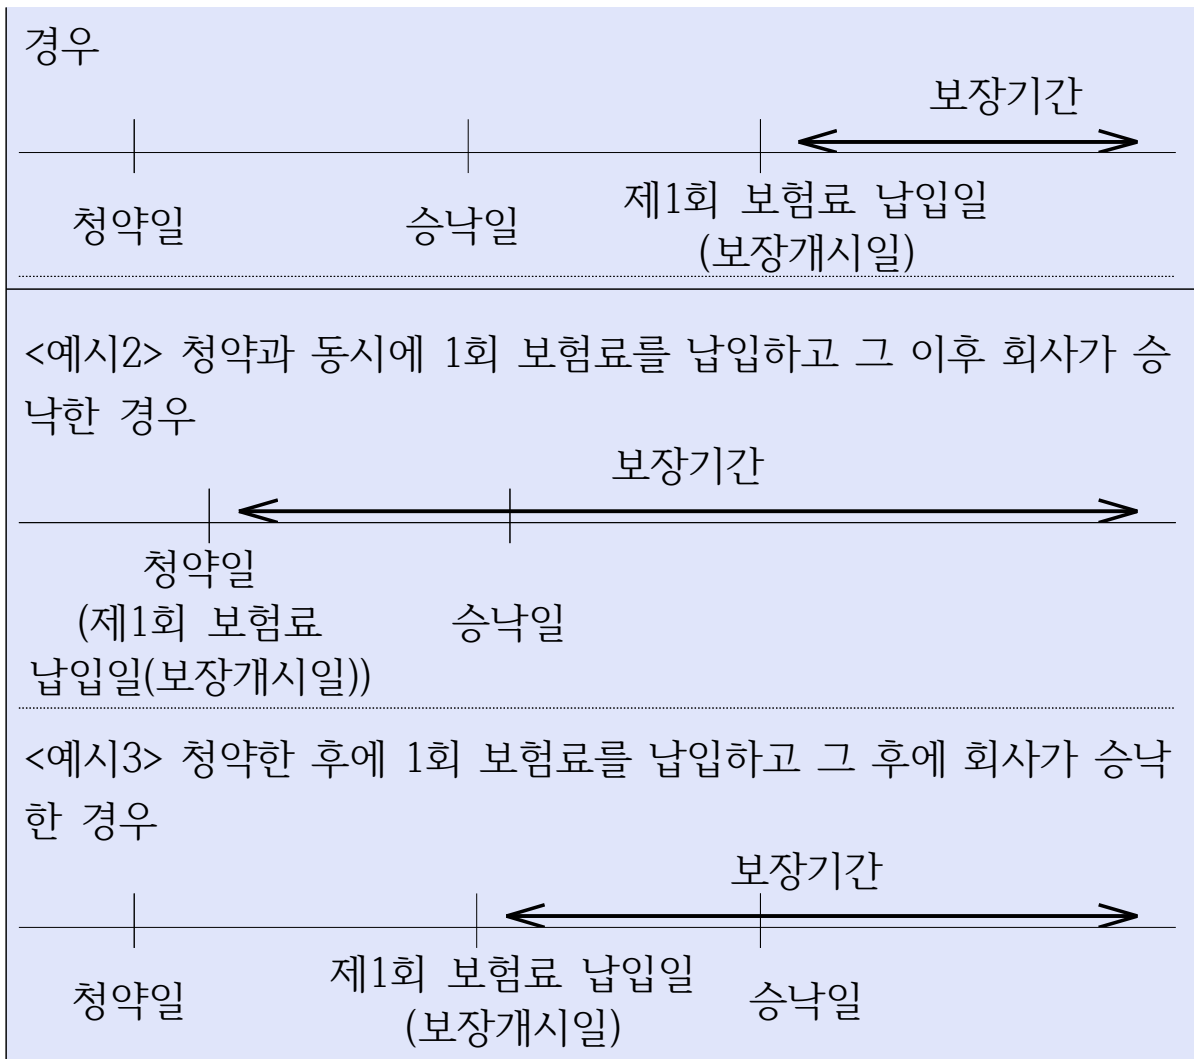 경우
보장기간
청약일
승낙일
제1회 보험료 납입일
(보장개시일)
<예시2> 청약과 동시에 1회 보험료를 납입하고 그 이후 회사가 승
낙한 경우
보장기간
청약일
(제1회 보험료
납입일(보장개시일))
승낙일
<예시3> 청약한 후에 1회 보험료를 납입하고 그 후에 회사가 승낙
한 경우
보장기간
청약일
제1회 보험료 납입일
(보장개시일)
승낙일